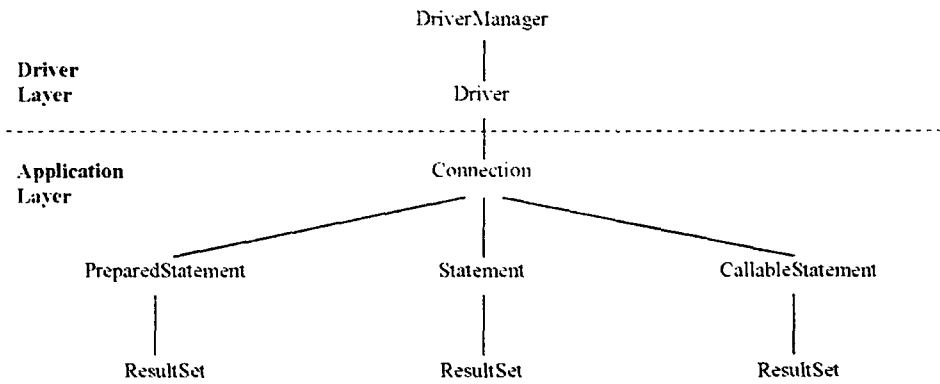 DriverManager
Driver
Layer
Driver
Application
Layer
Connection
PreparedStatement
Statement
CallableStatement
ResultSet
ResultSet
ResultSet